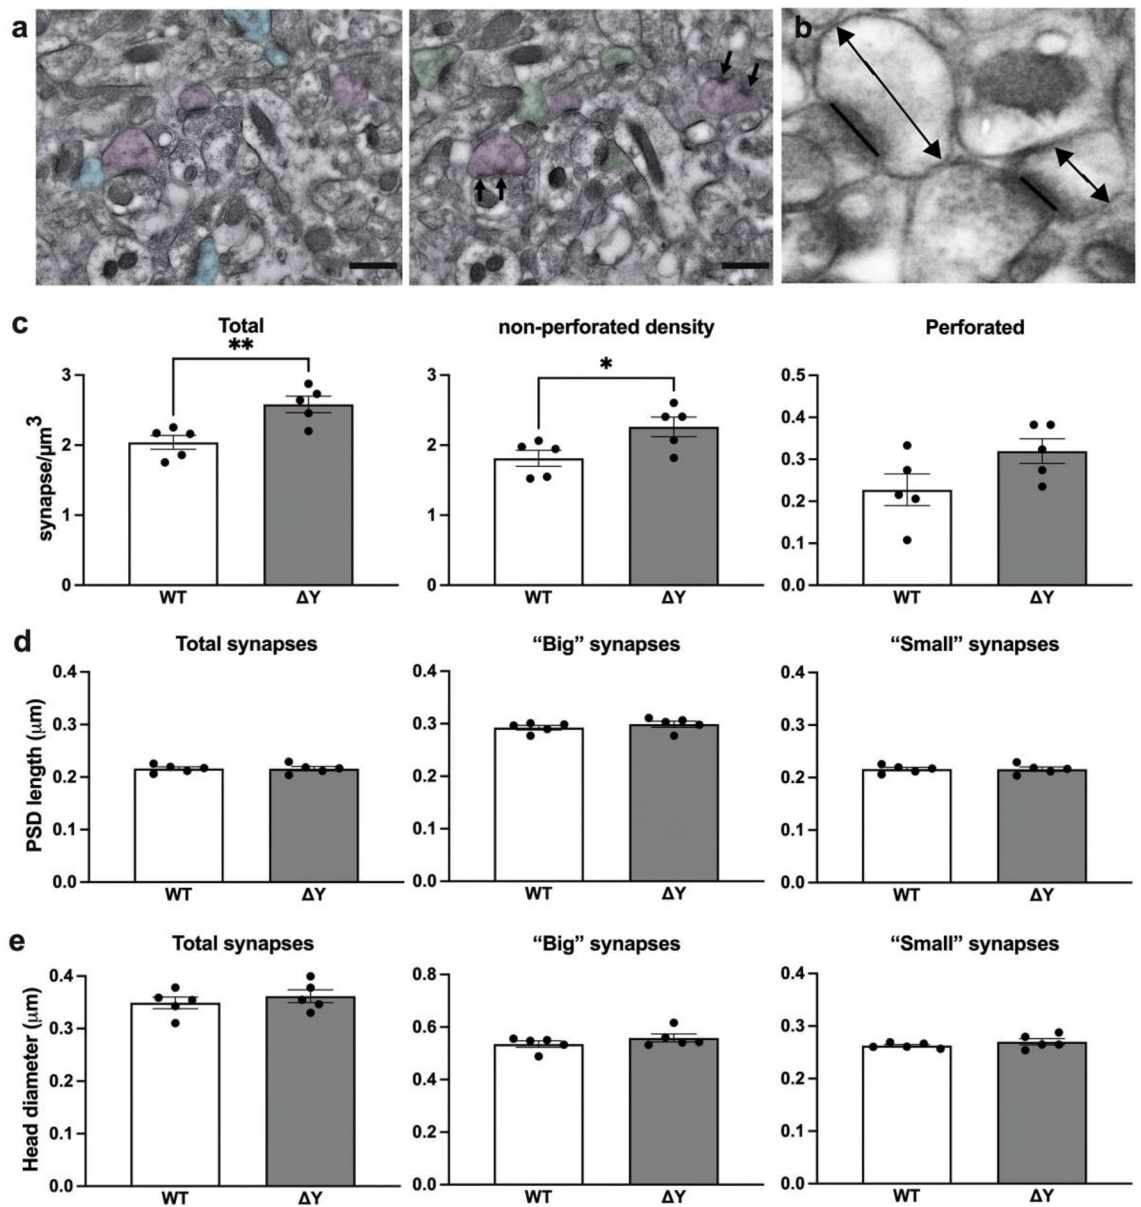 a
b
c
Total
**
3
2
1
0
synapse/μm³
WT ΔY
non-perforated density
*
3
2
1
0
WT ΔY
Perforated
0.5
0.4
0.3
0.2
0.1
0.0
WT ΔY
d
Total synapses
0.4
0.3
0.2
0.1
0.0
PSD length (μm)
WT ΔY
“Big” synapses
0.4
0.3
0.2
0.1
0.0
WT ΔY
“Small” synapses
0.4
0.3
0.2
0.1
0.0
WT ΔY
e
Total synapses
0.4
0.3
0.2
0.1
0.0
Head diameter (μm)
WT ΔY
“Big” synapses
0.8
0.6
0.4
0.2
0.0
WT ΔY
“Small” synapses
0.4
0.3
0.2
0.1
0.0
WT ΔY